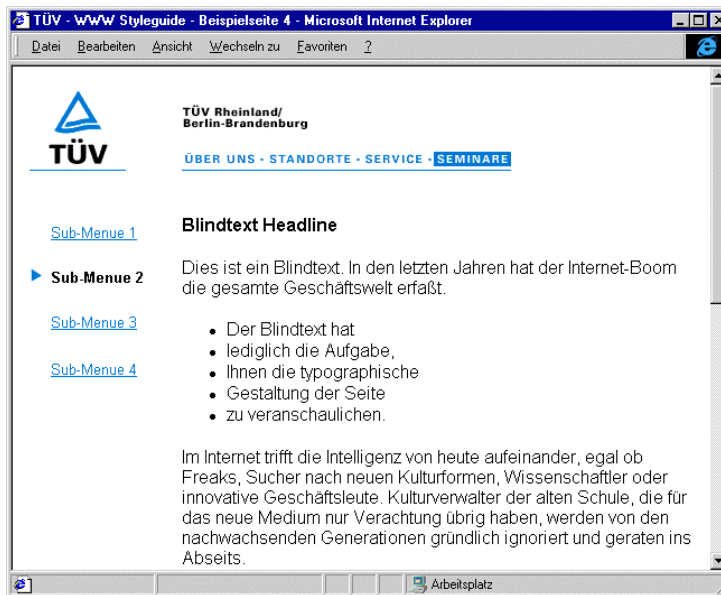 TÜV - WWW Styleguide - Beispielseite 4 - Microsoft Internet Explorer
Datei Bearbeiten Ansicht Wechseln zu Favoriten ?
TÜV
TÜV Rheinland/
Berlin-Brandenburg
ÜBER UNS · STANDORTE · SERVICE · SEMINARE
Sub-Menue 1
Sub-Menue 2
Sub-Menue 3
Sub-Menue 4
Blindtext Headline
Dies ist ein Blindtext. In den letzten Jahren hat der Internet-Boom
die gesamte Geschäftswelt erfaßt.
• Der Blindtext hat
• lediglich die Aufgabe,
• Ihnen die typographische
• Gestaltung der Seite
• zu veranschaulichen.
Im Internet trifft die Intelligenz von heute aufeinander, egal ob
Freaks, Sucher nach neuen Kulturformen, Wissenschaftler oder
innovative Geschäftsleute. Kulturverwalter der alten Schule, die für
das neue Medium nur Verachtung übrig haben, werden von den
nachwachsenden Generationen gründlich ignoriert und geraten ins
Abseits.
Arbeitsplatz